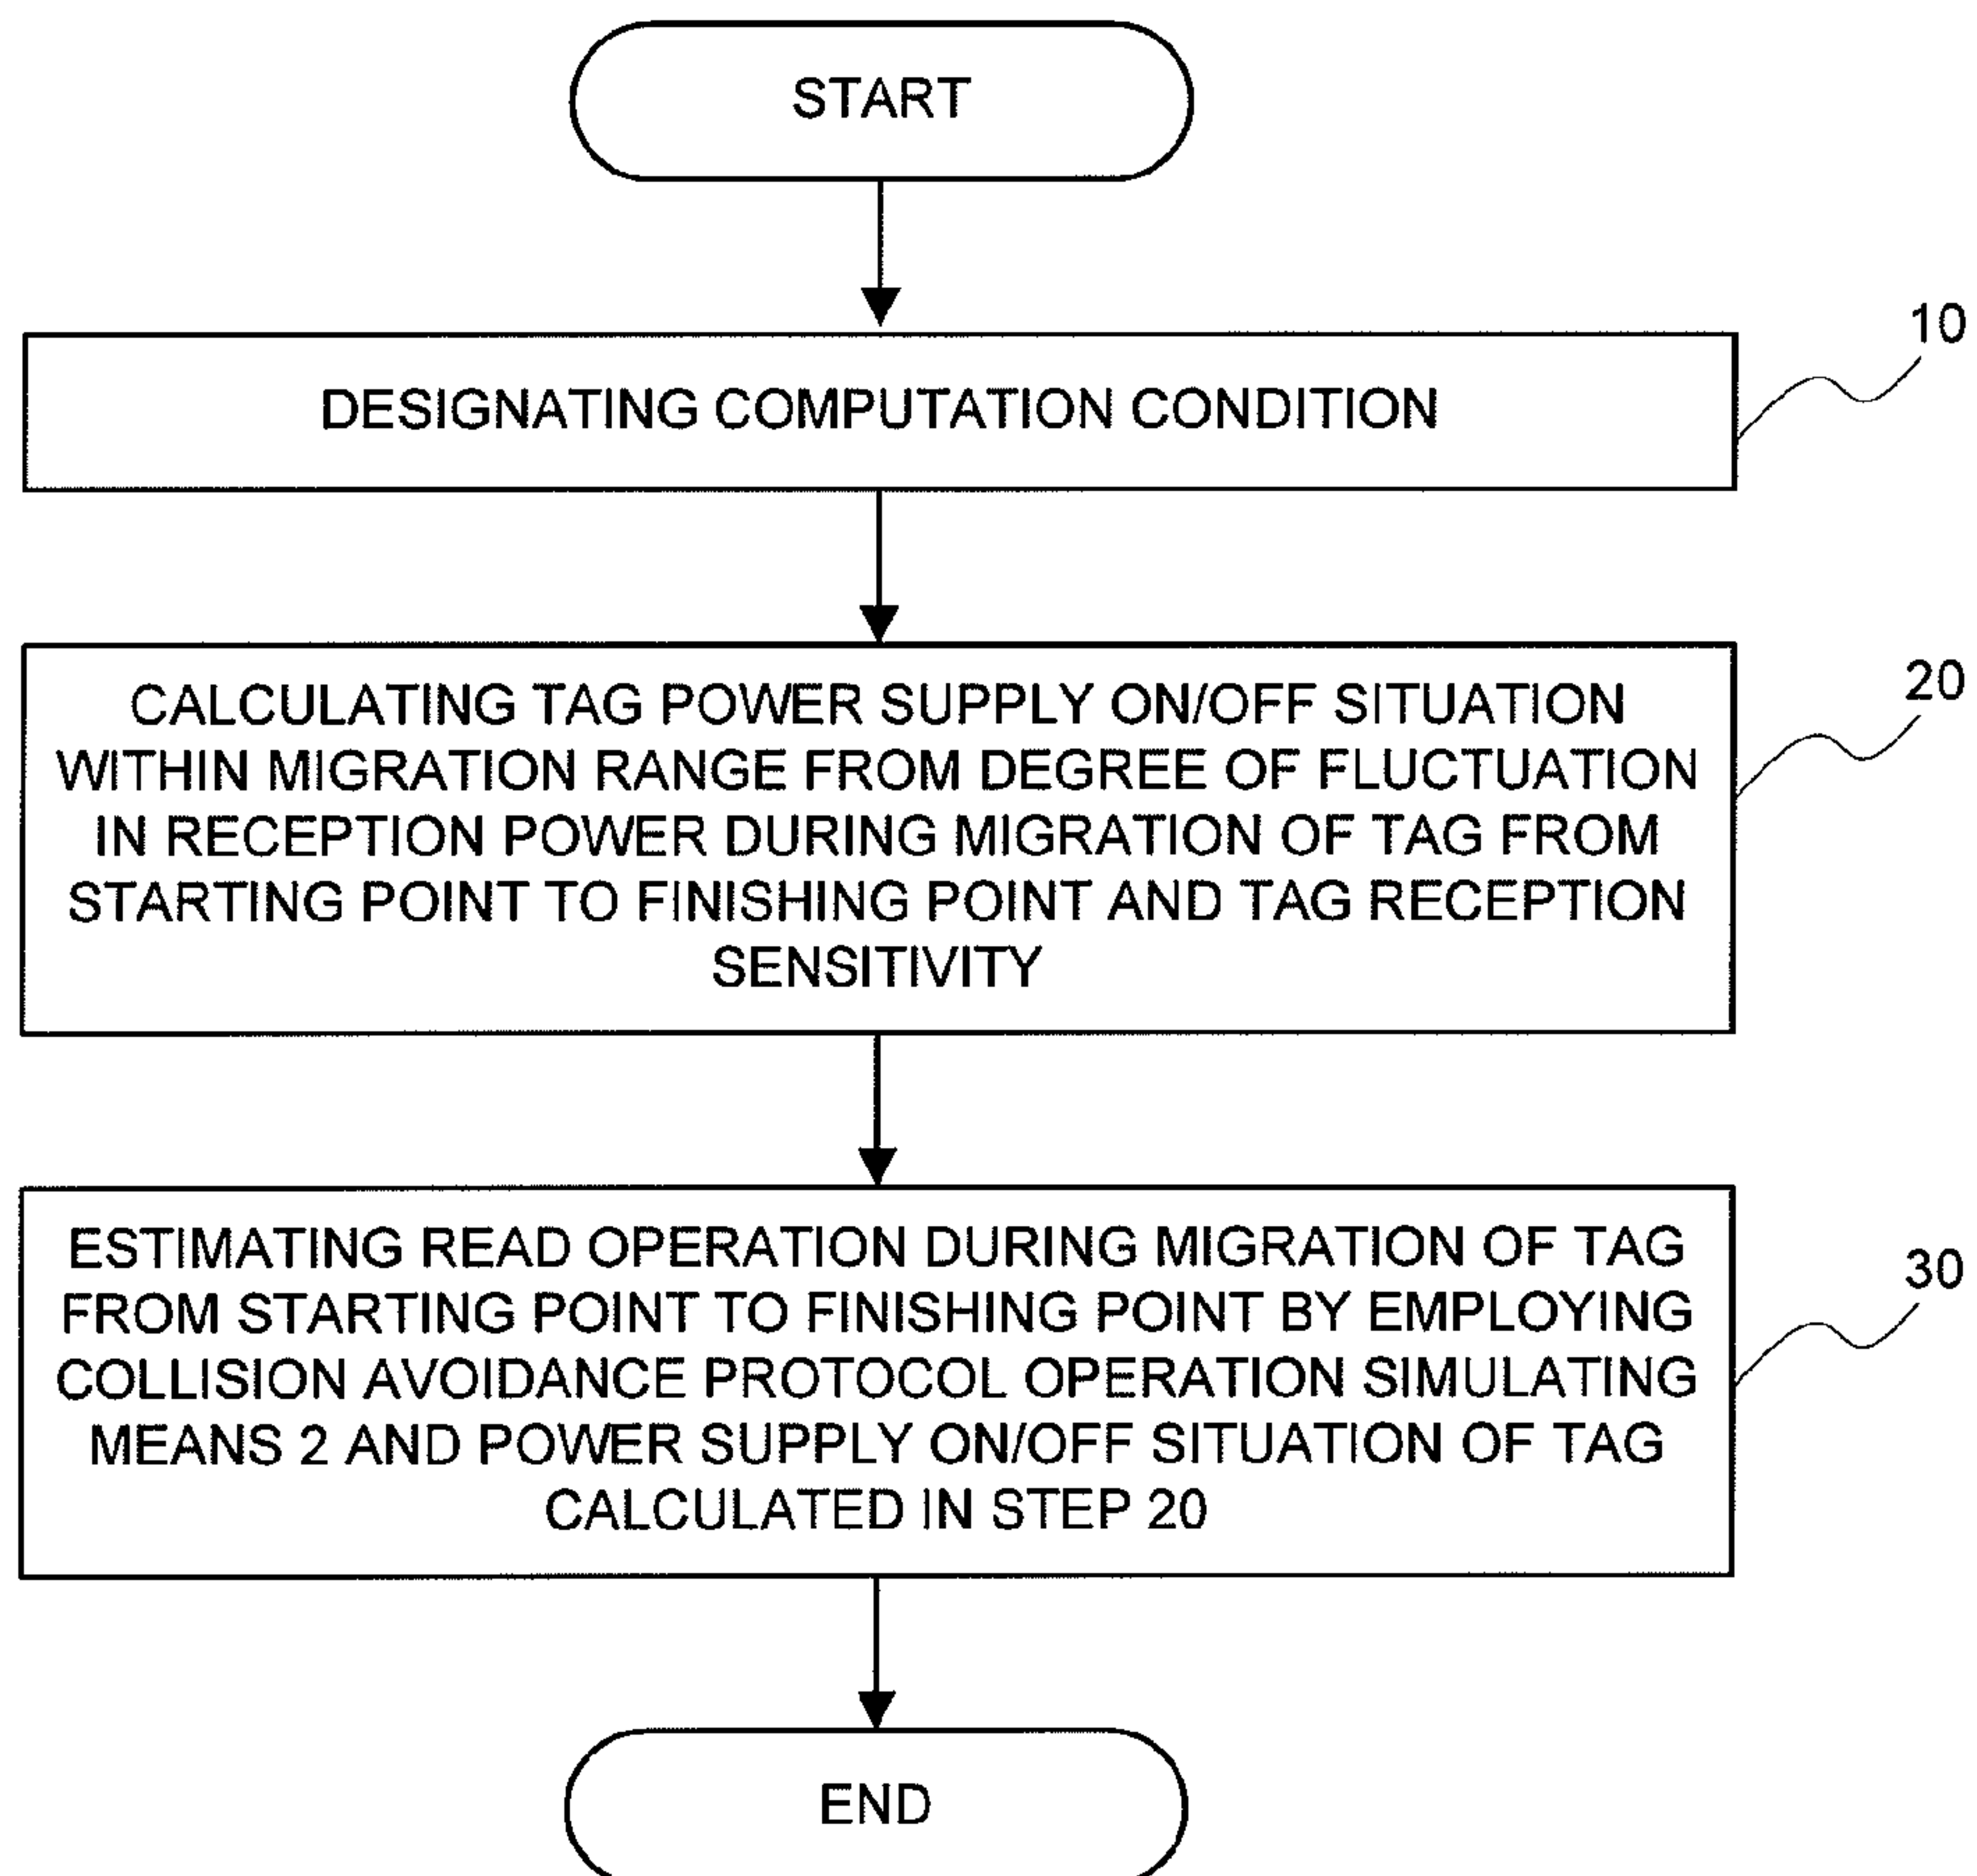 START
10
DESIGNATING COMPUTATION CONDITION
20
CALCULATING TAG POWER SUPPLY ON/OFF SITUATION
WITHIN MIGRATION RANGE FROM DEGREE OF FLUCTUATION
IN RECEPTION POWER DURING MIGRATION OF TAG FROM
STARTING POINT TO FINISHING POINT AND TAG RECEPTION
SENSITIVITY
30
ESTIMATING READ OPERATION DURING MIGRATION OF TAG
FROM STARTING POINT TO FINISHING POINT BY EMPLOYING
COLLISION AVOIDANCE PROTOCOL OPERATION SIMULATING
MEANS 2 AND POWER SUPPLY ON/OFF SITUATION OF TAG
CALCULATED IN STEP 20
END